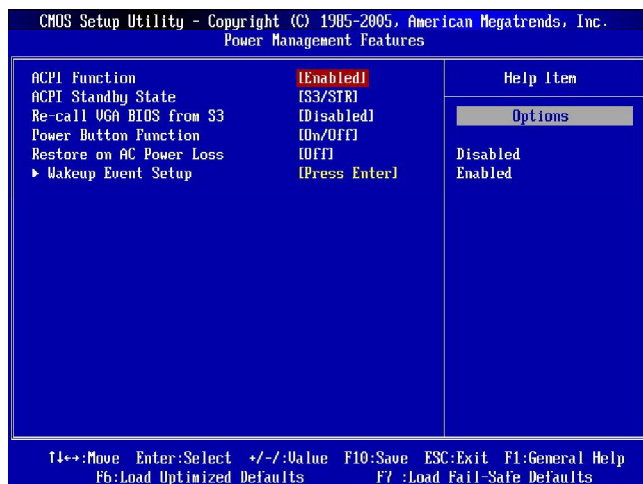 CMOS Setup Utility - Copyright (C) 1985-2005, American Megatrends, Inc.
Power Management Features
ACPI Function [Enabled]
ACPI Standby State [S3/STR]
Re-call VGA BIOS from S3 [Disabled]
Power Button Function [On/Off]
Restore on AC Power Loss [Off]
▶ Wakeup Event Setup [Press Enter]
Help Item
Options
Disabled
Enabled
↑↓←→:Move Enter:Select +/-/:Value F10:Save ESC:Exit F1:General Help
F6:Load Optimized Defaults F7 :Load Fail-Safe Defaults